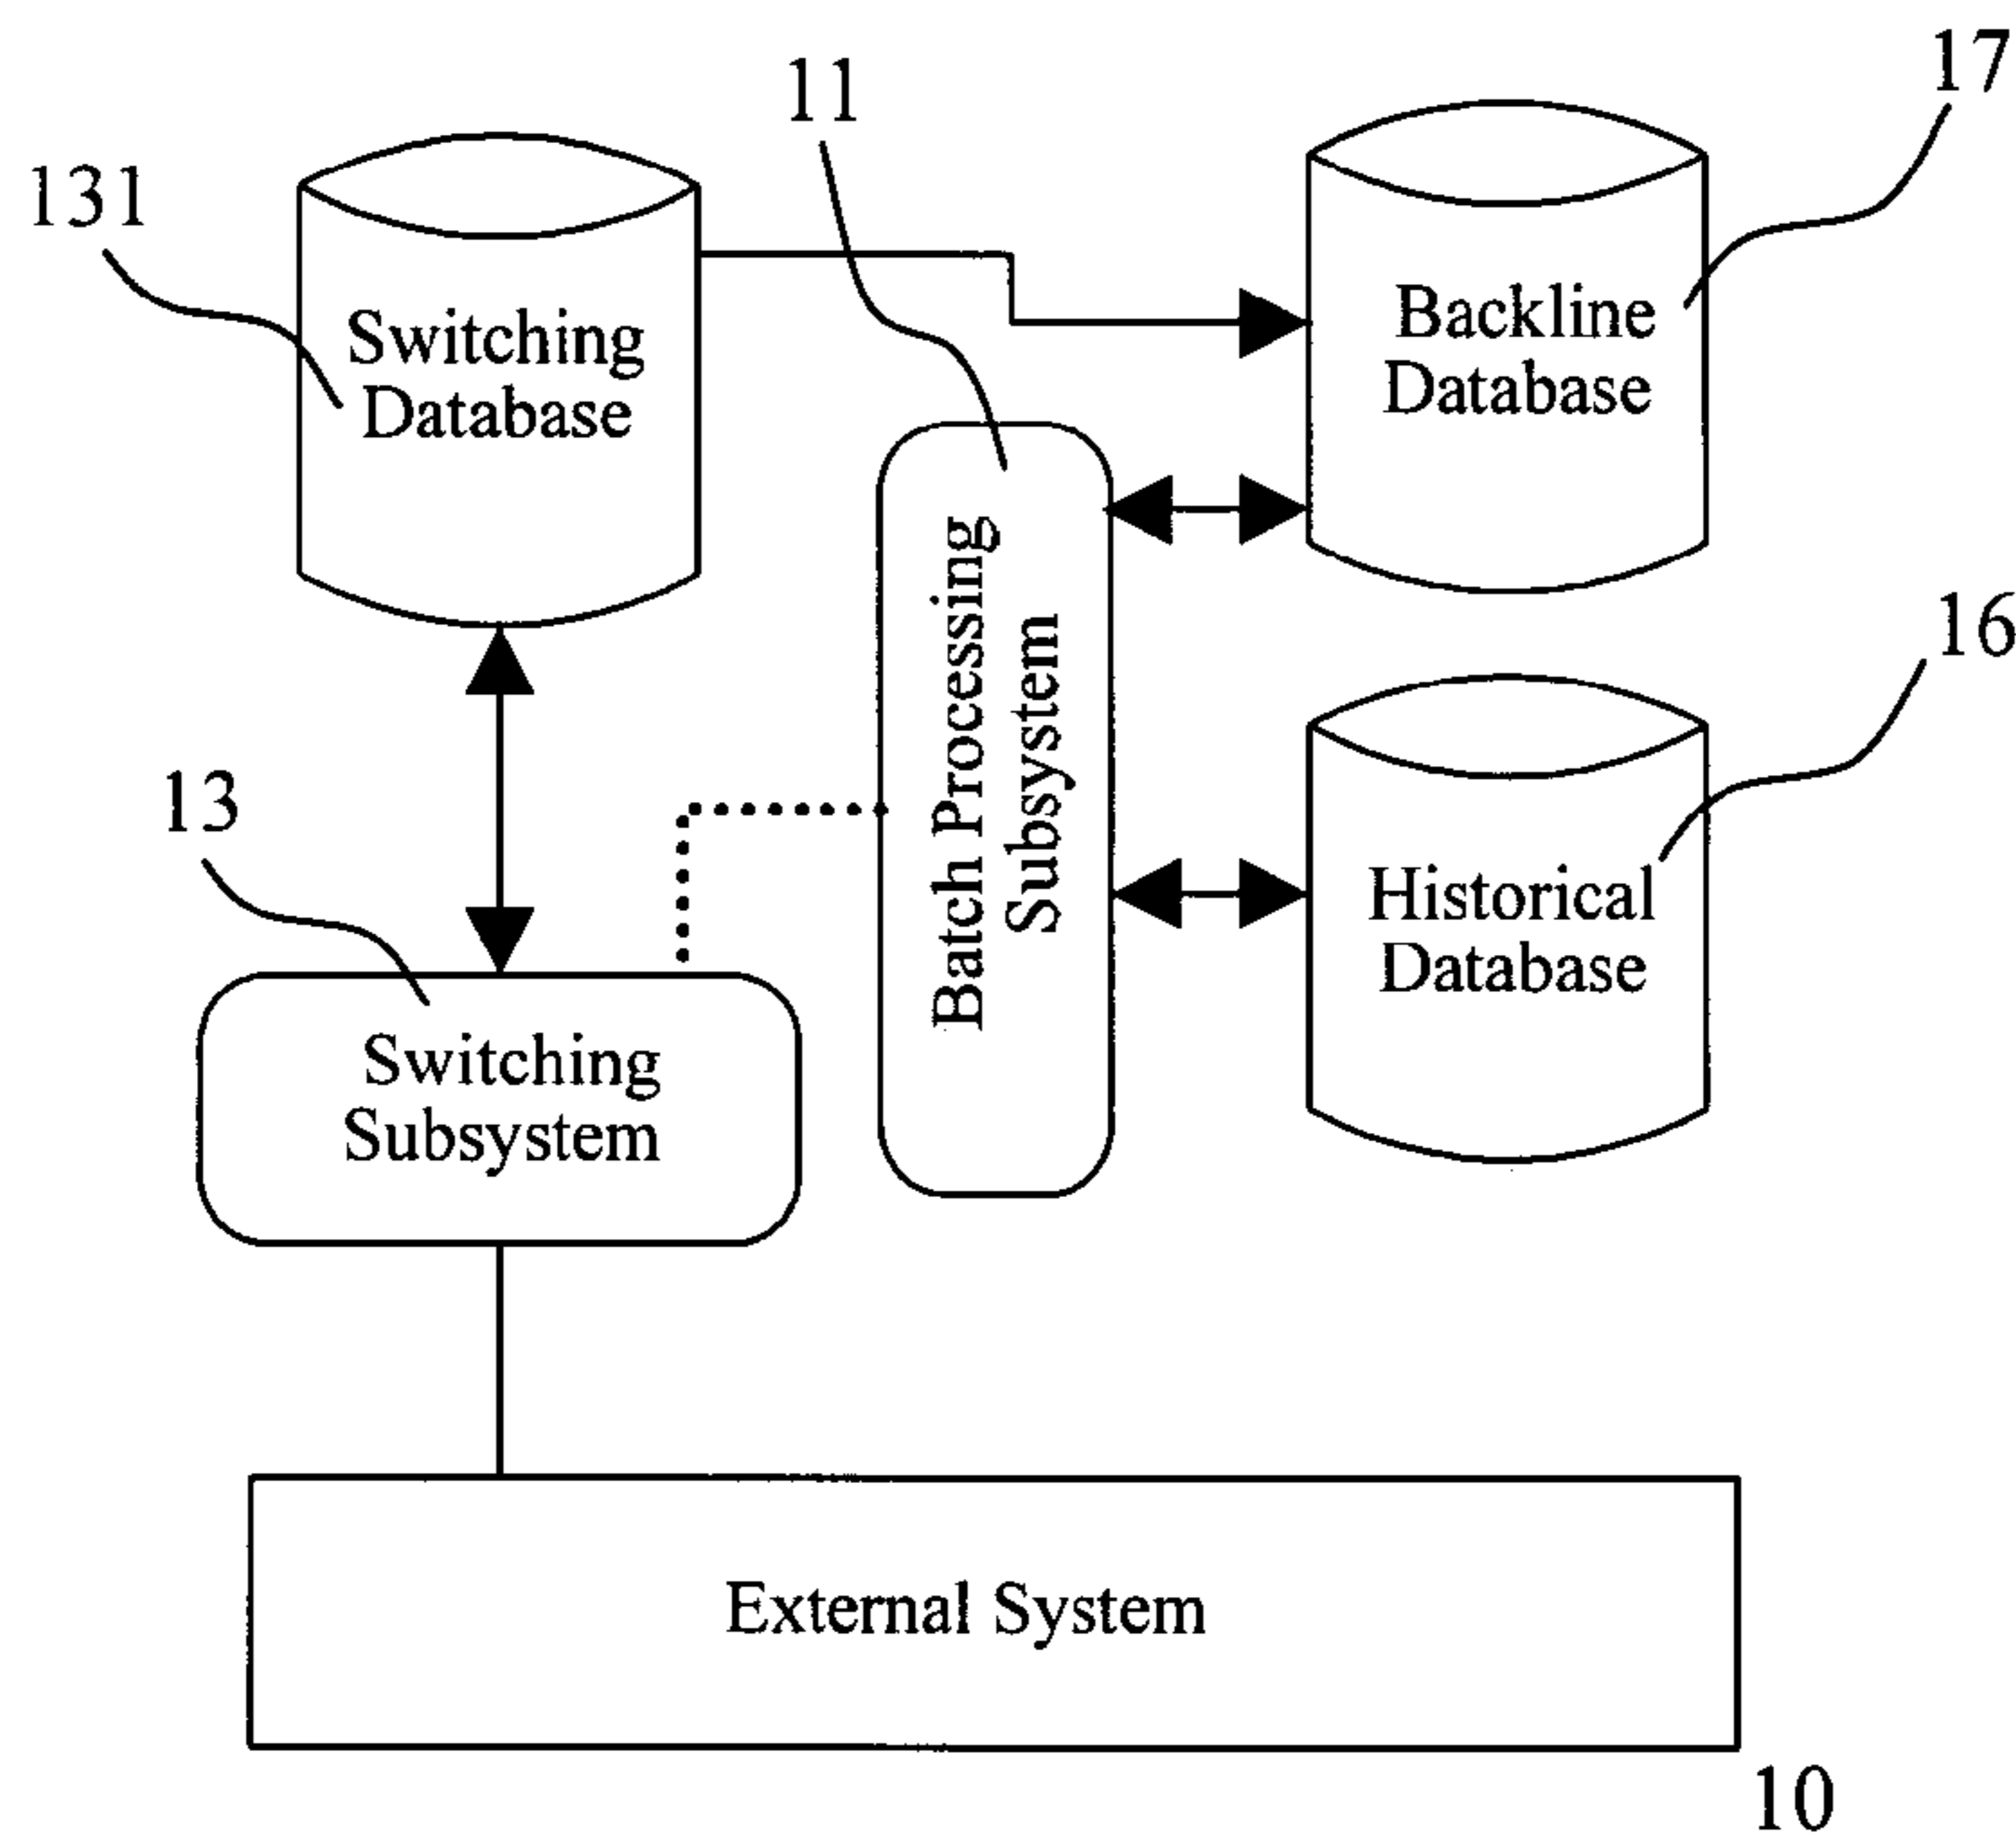 17
11
131
Backline
Database
Switching
Database
Batch Processing
Subsystem
16
13
Historical
Database
Switching
Subsystem
External System
10